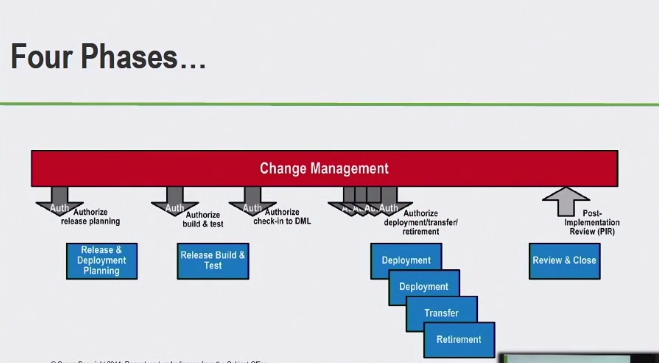 Four Phases...
Change Management
Auth
Authorize
release planning
Auth
Authorize
build & test
Auth
Authorize
check-in to DML
Auth
Authorize
deployment/transfer/
retirement
Post-
Implementation
Review (PIR)
Release &
Deployment
Planning
Release Build &
Test
Deployment
Deployment
Transfer
Retirement
Review & Close